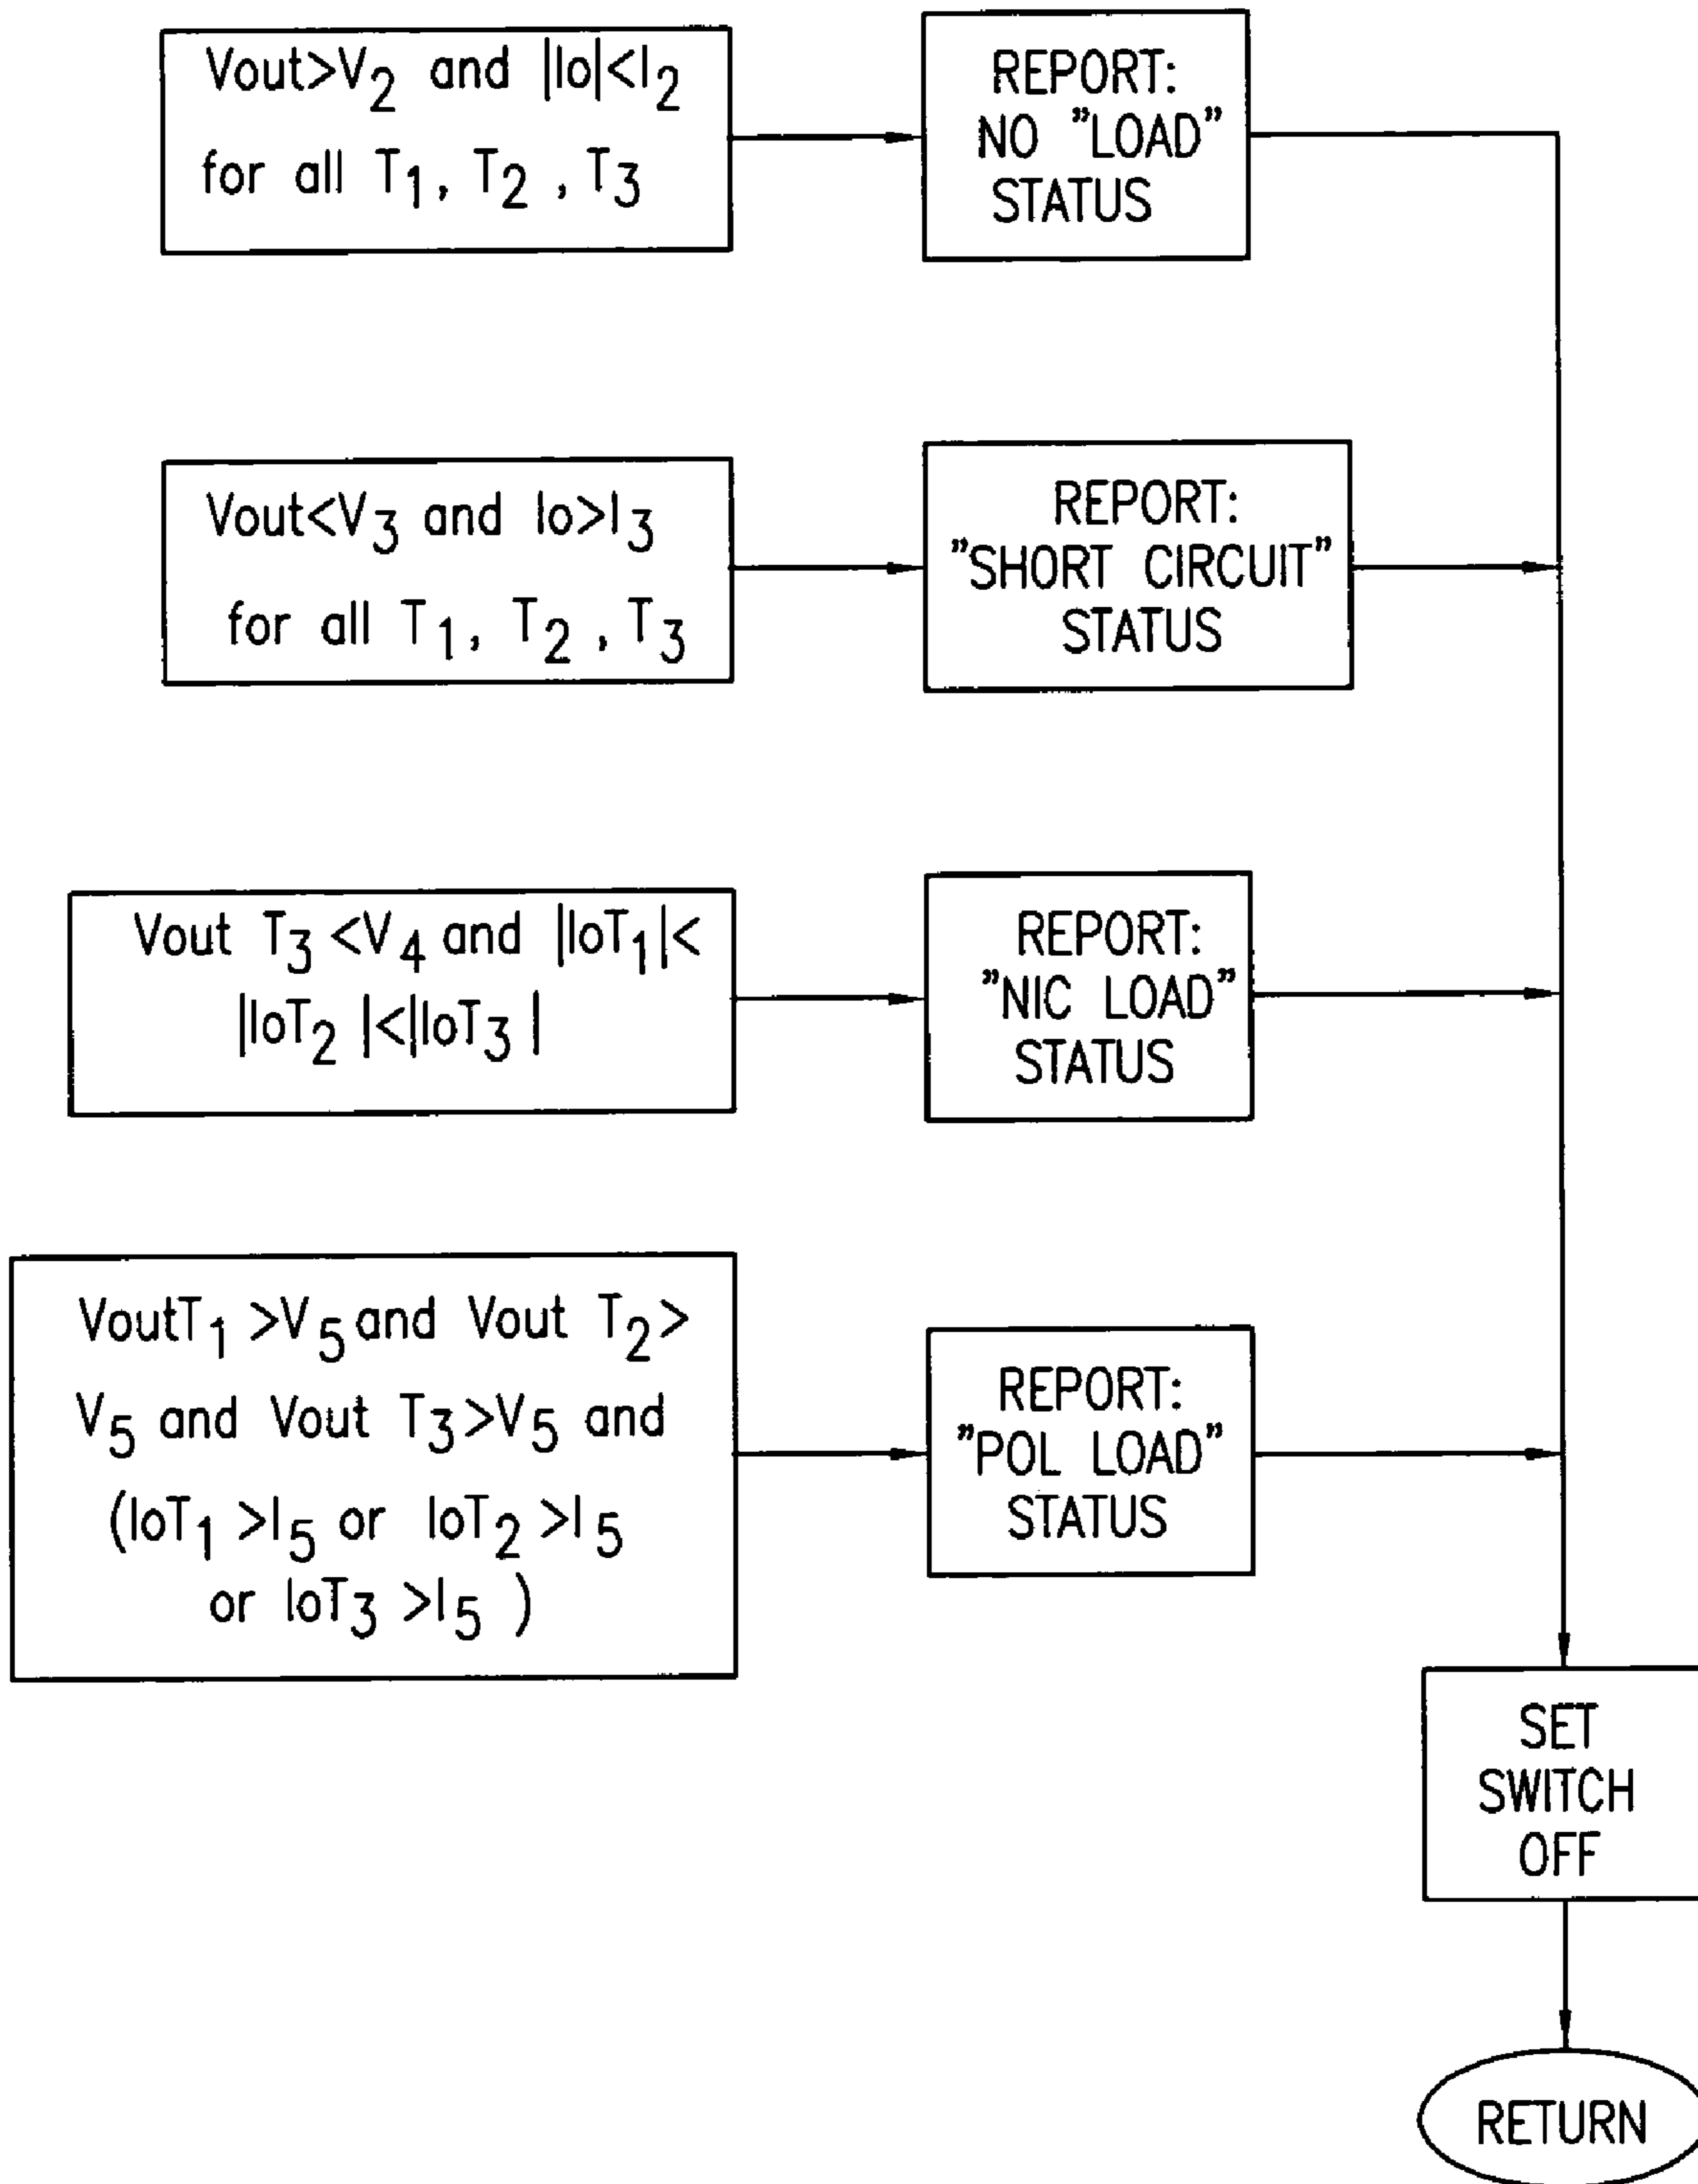 Vout>V₂ and |Io|<I₂
for all T₁, T₂ , T₃
REPORT:
NO ”LOAD”
STATUS
Vout<V₃ and Io>I₃
for all T₁, T₂ , T₃
REPORT:
”SHORT CIRCUIT”
STATUS
Vout T₃ <V₄ and |IoT₁|<
|IoT₂ |<|IoT₃ |
REPORT:
”NIC LOAD”
STATUS
VoutT₁ >V₅ and Vout T₂>
V₅ and Vout T₃>V₅ and
(IoT₁ >I₅ or IoT₂ >I₅
or IoT₃ >I₅ )
REPORT:
”POL LOAD”
STATUS
SET
SWITCH
OFF
RETURN